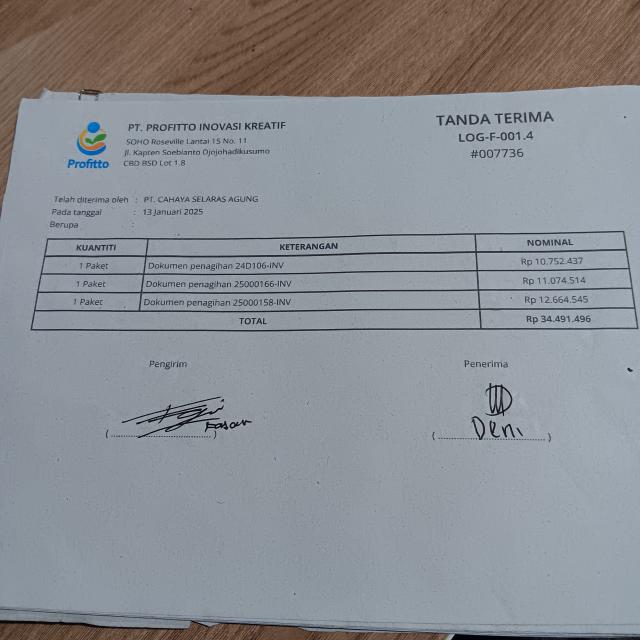 PT. PROFITTO INOVASI KREATIF
SOHO Roseville Lantai 15 No. 11
Jl. Kapten Soebianto Djojohadikusumo
CBD BSD Lot 1.8
Profitto
TANDA TERIMA
LOG-F-001.4
#007736
Telah diterima oleh : PT. CAHAYA SELARAS AGUNG
Pada tanggal : 13 Januari 2025
Berupa :
KUANTITI KETERANGAN NOMINAL
1 Paket Dokumen penagihan 24D106-INV Rp 10.752.437
1 Paket Dokumen penagihan 25000166-INV Rp 11.074.514
1 Paket Dokumen penagihan 25000158-INV Rp 12.664.545
TOTAL Rp 34.491.496
Pengirim Penerima
(....................) (....................)
Deni